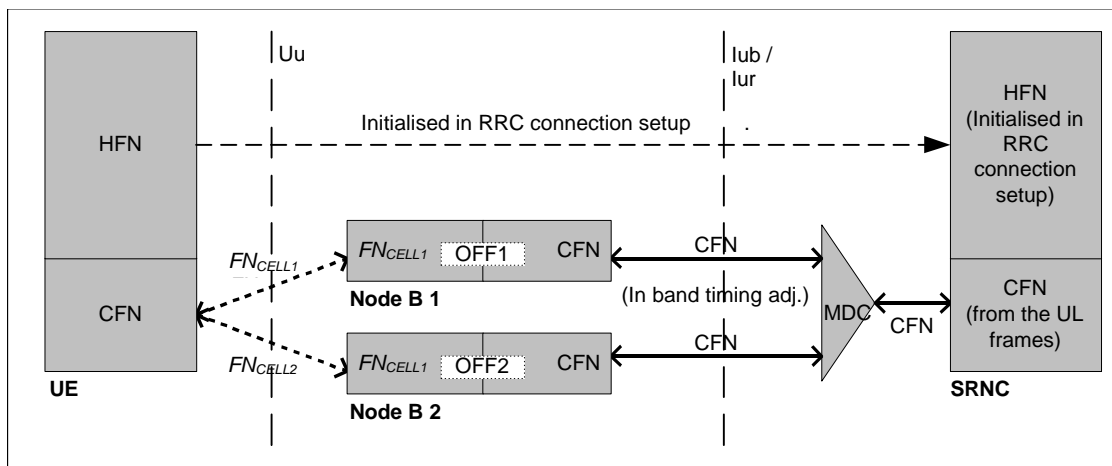 Uu
Iub /
Iur
HFN
Initialised in RRC connection setup
.
HFN
(Initialised in
RRC
connection
setup)
FNCELL1
FNCELL1
OFF1
CFN
CFN
Node B 1
(In band timing adj.)
CFN
MDC
CFN
CFN
(from the UL
frames)
FNCELL2
FNCELL1
OFF2
CFN
CFN
UE
Node B 2
SRNC